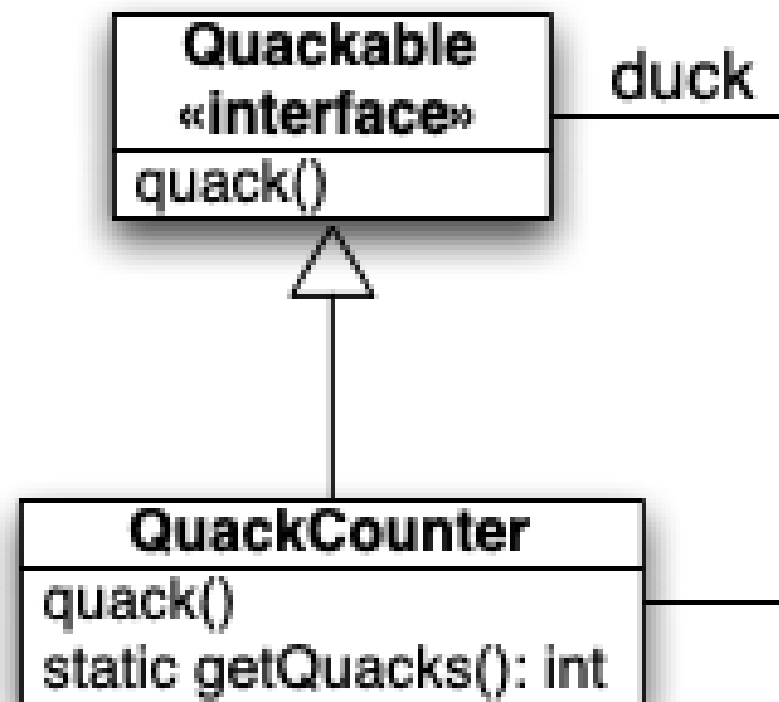 Quackable
«interface»
duck
quack()
QuackCounter
quack()
static getQuacks(): int